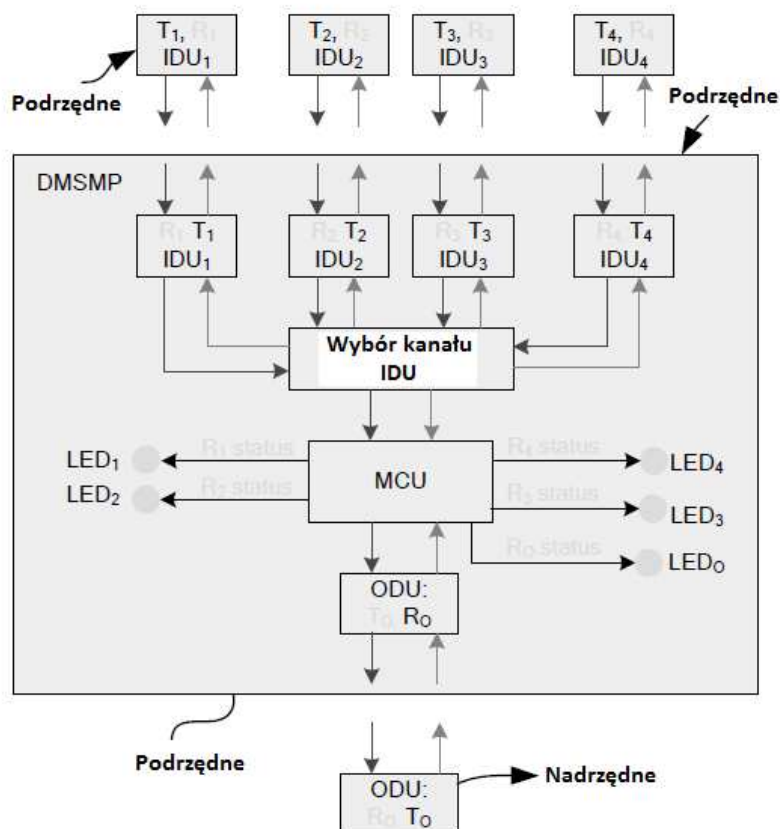 T1, R1
IDU1
T2, R2
IDU2
T3, R3
IDU3
T4, R4
IDU4
Podrzędne
Podrzędne
DMSMP
R1 T1
IDU1
R2 T2
IDU2
R3 T3
IDU3
R4 T4
IDU4
Wybór kanału
IDU
MCU
R1 status
R2 status
LED1
LED2
R4 status
R3 status
RO status
LED4
LED3
LEDO
ODU:
TO, RO
Podrzędne
Nadrzędne
ODU:
RO TO